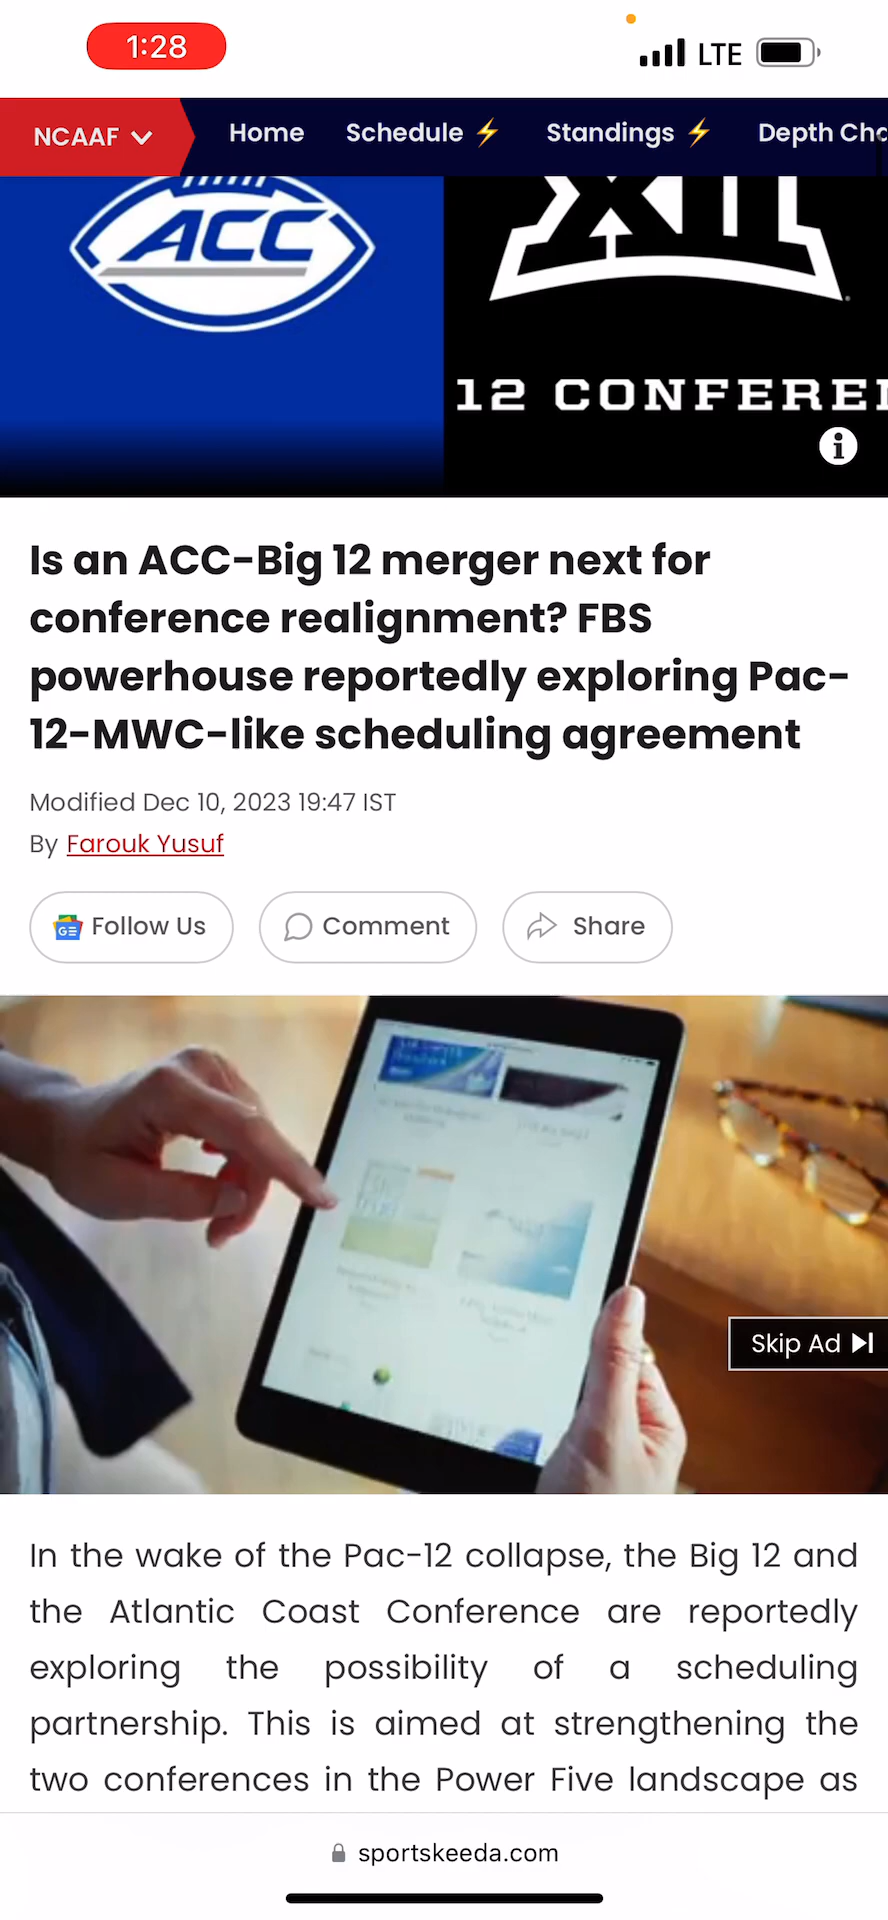 1:28
LTE
NCAAF
Home
Schedule
Standings
Depth Cha
ACC
XII
12 CONFEREN
Is an ACC-Big 12 merger next for
conference realignment? FBS
powerhouse reportedly exploring Pac-
12-MWC-like scheduling agreement
Modified Dec 10, 2023 19:47 IST
By Farouk Yusuf
GE Follow Us
Comment
Share
Skip Ad
In the wake of the Pac-12 collapse, the Big 12 and
the Atlantic Coast Conference are reportedly
exploring the possibility of a scheduling
partnership. This is aimed at strengthening the
two conferences in the Power Five landscape as
sportskeeda.com